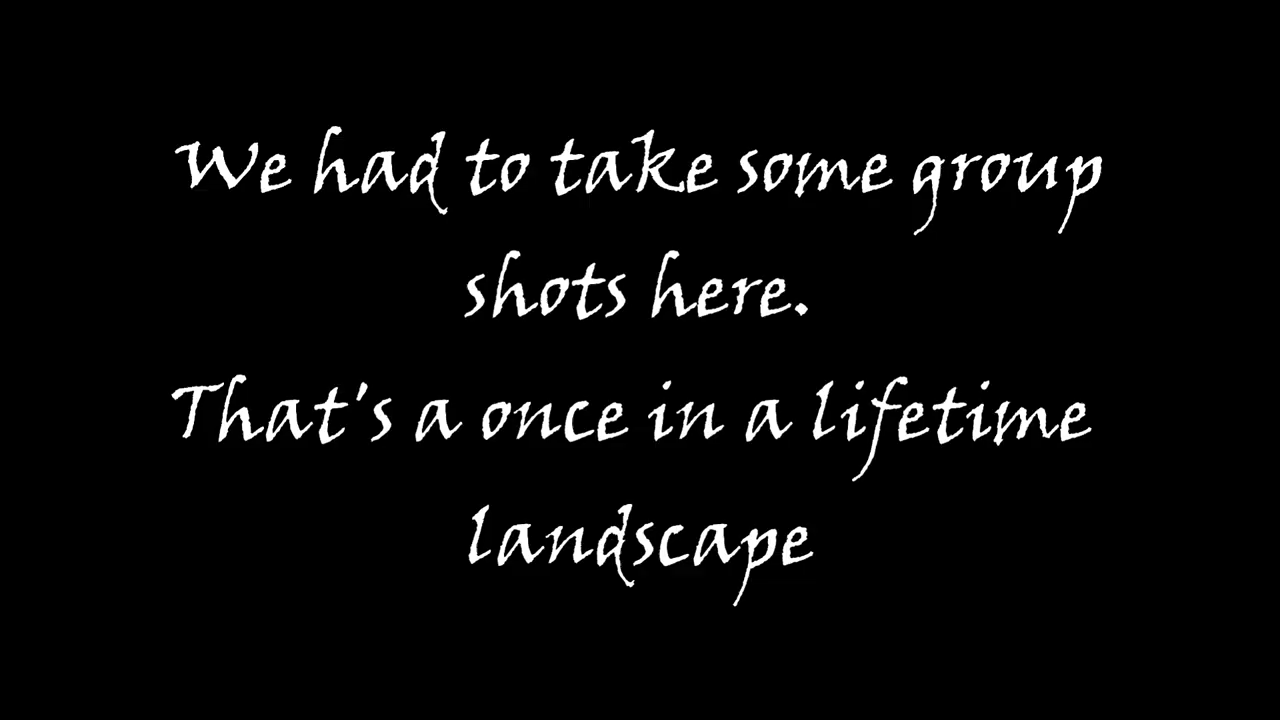 We had to take some group
shots here.
That's a once in a lifetime
landscape